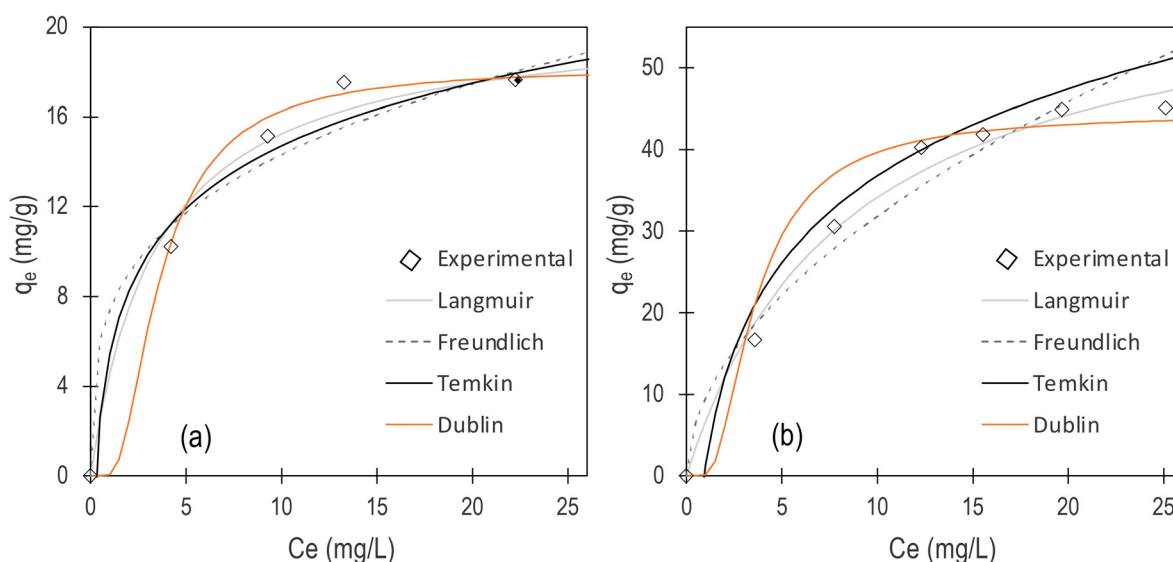 20
16
12
8
4
0
qe (mg/g)
Experimental
Langmuir
Freundlich
Temkin
Dublin
(a)
0 5 10 15 20 25
Ce (mg/L)
50
40
30
20
10
0
qe (mg/g)
Experimental
Langmuir
Freundlich
Temkin
Dublin
(b)
0 5 10 15 20 25
Ce (mg/L)